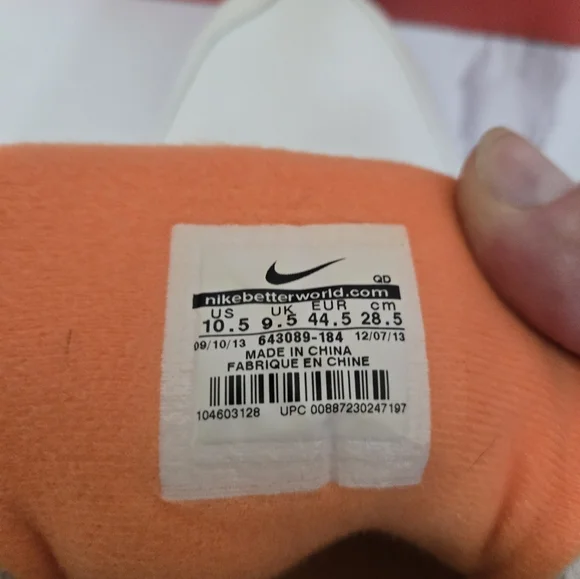 QD
nikebetterworld.com
US UK EUR cm
10.5 9.5 44.5 28.5
09/10/13 643089-184 12/07/13
MADE IN CHINA
FABRIQUE EN CHINE
104603128 UPC 00887230247197